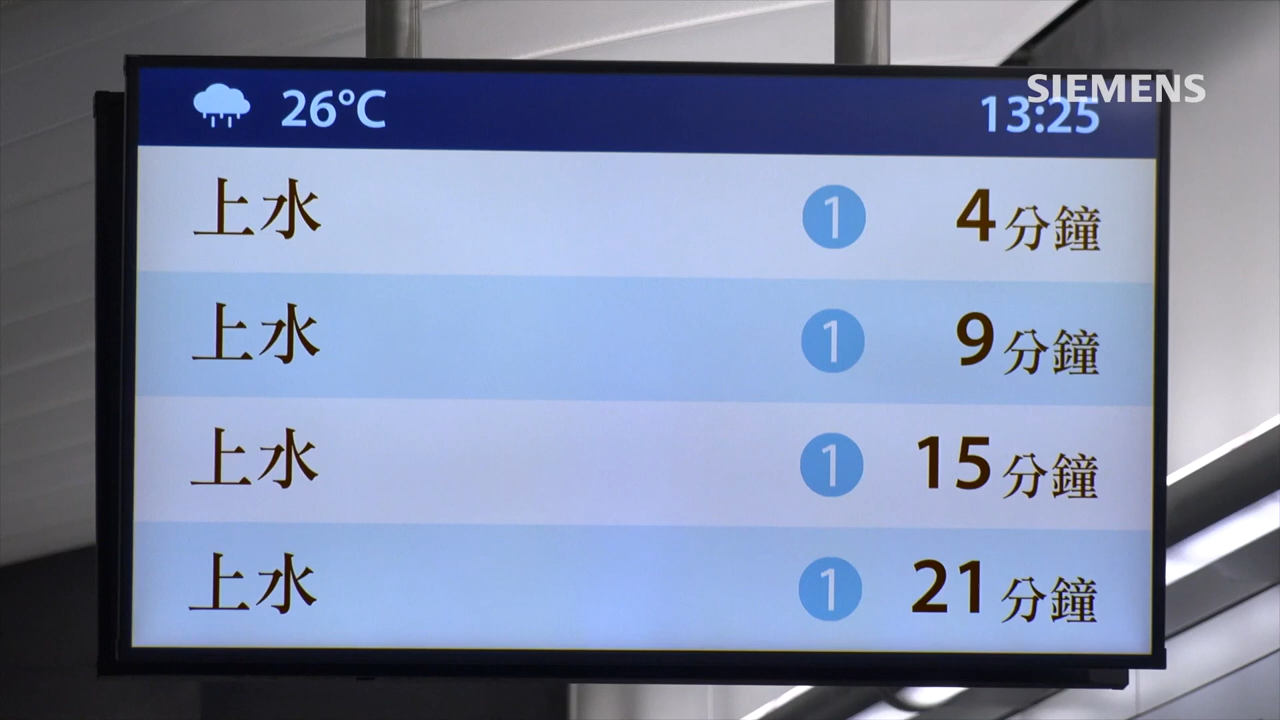 SIEMENS
26°C 13:25
上水 1 4分鐘
上水 1 9分鐘
上水 1 15分鐘
上水 1 21分鐘